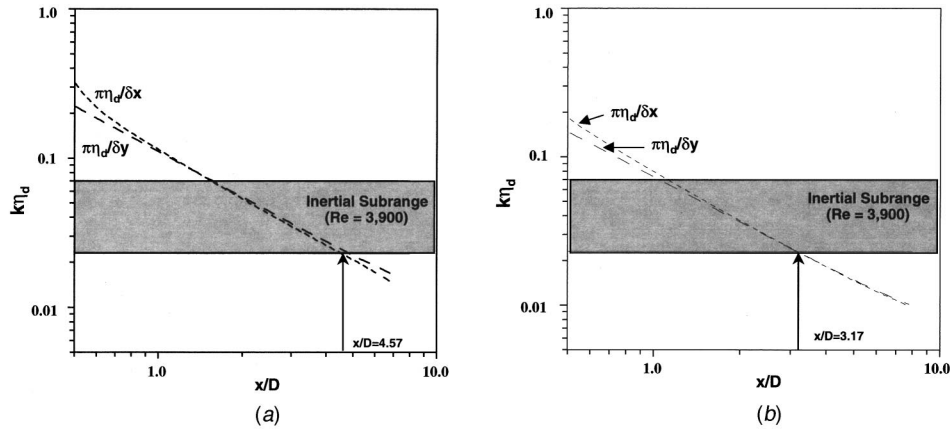 1.0
πη_d/δx
πη_d/δy
0.1
kη_d
Inertial Subrange
(Re = 3,900)
0.01
x/D=4.57
1.0
10.0
x/D
(a)
1.0
πη_d/δx
πη_d/δy
0.1
kη_d
Inertial Subrange
(Re = 3,900)
0.01
x/D=3.17
1.0
10.0
x/D
(b)